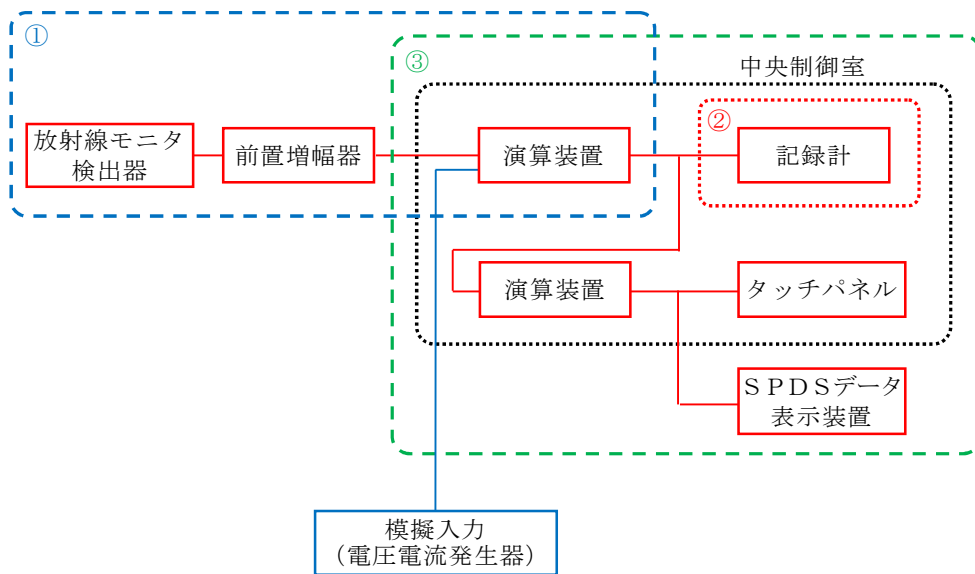 ①
③
中央制御室
②
放射線モニタ
検出器
前置増幅器
演算装置
記録計
演算装置
タッチパネル
ＳＰＤＳデータ
表示装置
模擬入力
（電圧電流発生器）